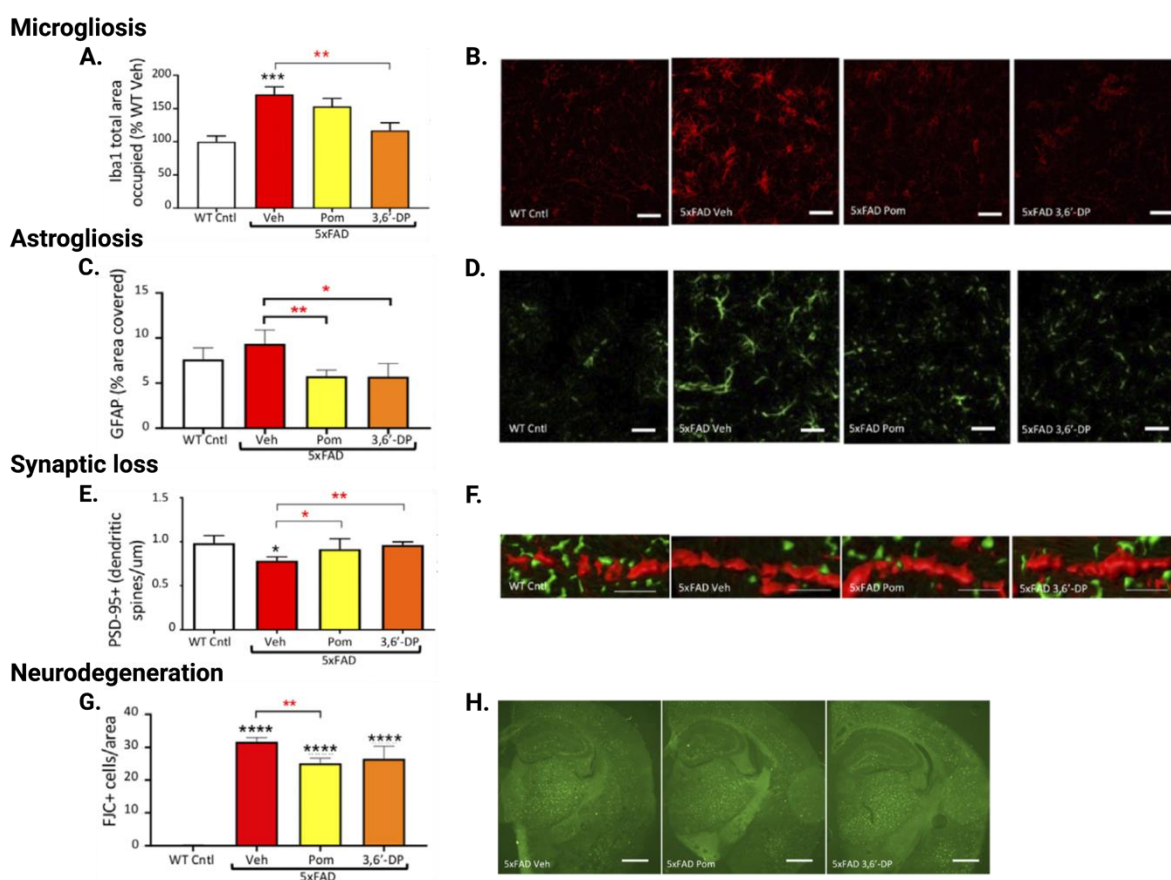 Microgliosis
A.
Iba1 total area
occupied (% WT Veh)
200
150
100
50
0
***
**
WT Cntl
Veh
Pom
3,6'-DP
5xFAD
B.
WT Cntl
5xFAD Veh
5xFAD Pom
5xFAD 3,6'-DP
Astrogliosis
C.
GFAP (% area covered)
15
10
5
0
*
**
WT Cntl
Veh
Pom
3,6'-DP
5xFAD
D.
WT Cntl
5xFAD Veh
5xFAD Pom
5xFAD 3,6'-DP
Synaptic loss
E.
PSD-95+ (dendritic
spines/um)
1.5
1.0
0.5
0
**
*
*
WT Cntl
Veh
Pom
3,6'-DP
5xFAD
F.
WT Cntl
5xFAD Veh
5xFAD Pom
5xFAD 3,6'-DP
Neurodegeneration
G.
FJC+ cells/area
40
30
20
10
0
**
****
****
****
WT Cntl
Veh
Pom
3,6'-DP
5xFAD
H.
5xFAD Veh
5xFAD Pom
5xFAD 3,6'-DP